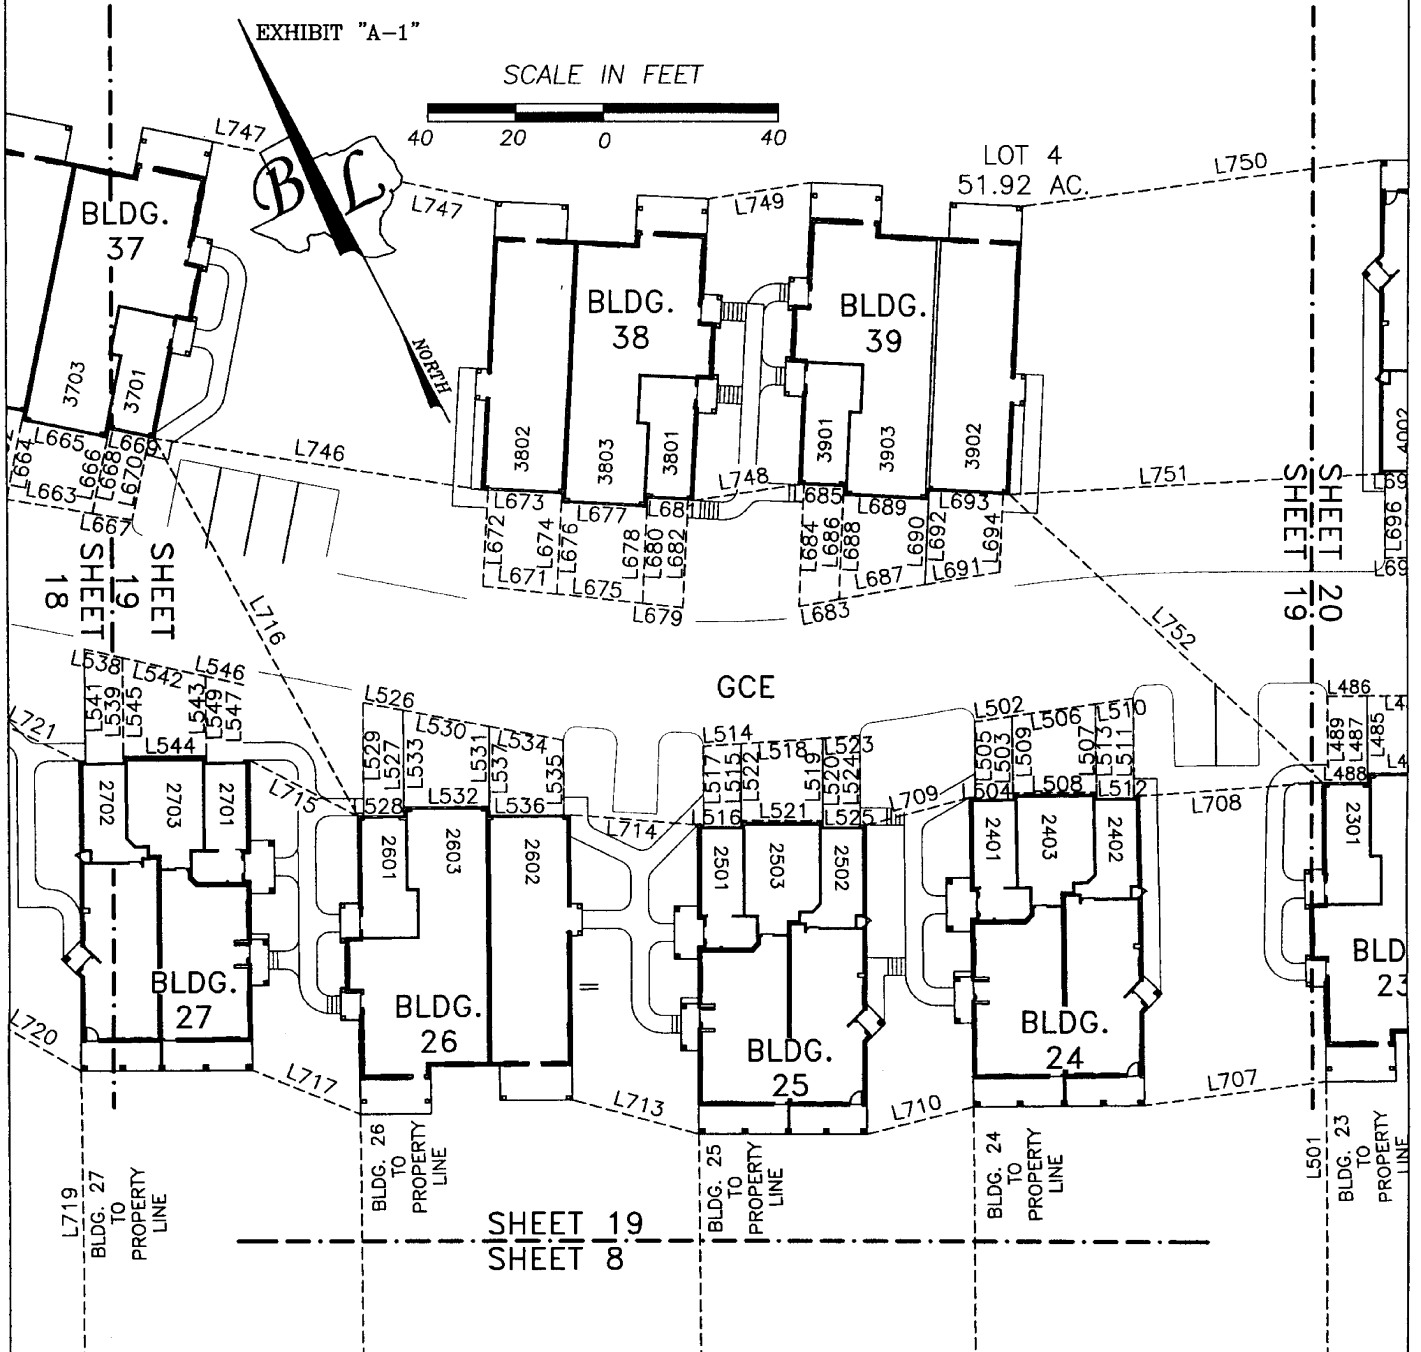 EXHIBIT "A-1"
SCALE IN FEET
40 20 0 40
LOT 4
51.92 AC.
B L
NORTH
L747
L747
L749
L750
BLDG.
37
BLDG.
38
BLDG.
39
3703
3701
3802
3803
3801
3901
3903
3902
4002
L665
L669
L664
L666
L668
L670
L663
L667
L746
L748
L751
L673
L677
L68
L685
L689
L693
L672
L674
L676
L678
L680
L682
L684
L686
L688
L690
L692
L694
L696
L671
L675
L679
L683
L687
L691
L69
L69
SHEET 18
SHEET 19
SHEET 20
SHEET 19
L716
L752
GCE
L538
L542
L546
L541
L539
L545
L543
L549
L547
L544
L721
L526
L530
L534
L529
L527
L533
L531
L537
L535
L528
L532
L536
L514
L518
L523
L517
L515
L522
L519
L520
L524
L516
L521
L525
L502
L506
L510
L505
L503
L509
L507
L513
L511
L504
L508
L512
L486
L4
L489
L487
L485
L488
L4
L715
L714
L709
L708
2702
2703
2701
2601
2603
2602
2501
2503
2502
2401
2403
2402
2301
BLDG.
27
BLDG.
26
BLDG.
25
BLDG.
24
BLD
23
L720
L717
L713
L710
L707
L719
BLDG. 27
TO
PROPERTY
LINE
BLDG. 26
TO
PROPERTY
LINE
BLDG. 25
TO
PROPERTY
LINE
BLDG. 24
TO
PROPERTY
LINE
L501
BLDG. 23
TO
PROPERTY
LINE
SHEET 19
SHEET 8